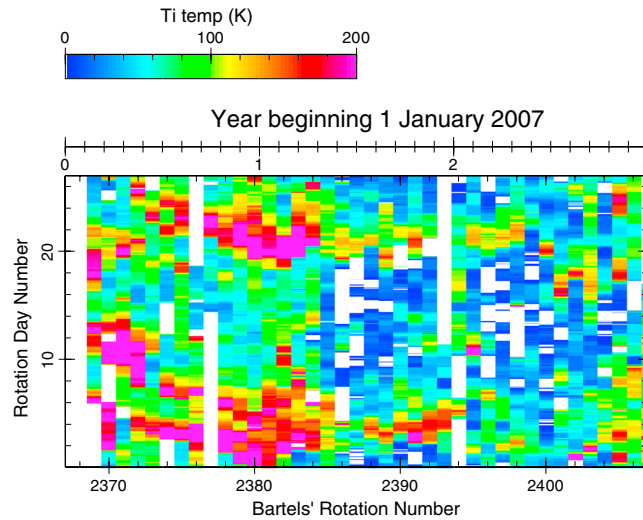 Ti temp (K)
0 100 200
Year beginning 1 January 2007
0 1 2
Rotation Day Number
20
10
2370 2380 2390 2400
Bartels' Rotation Number